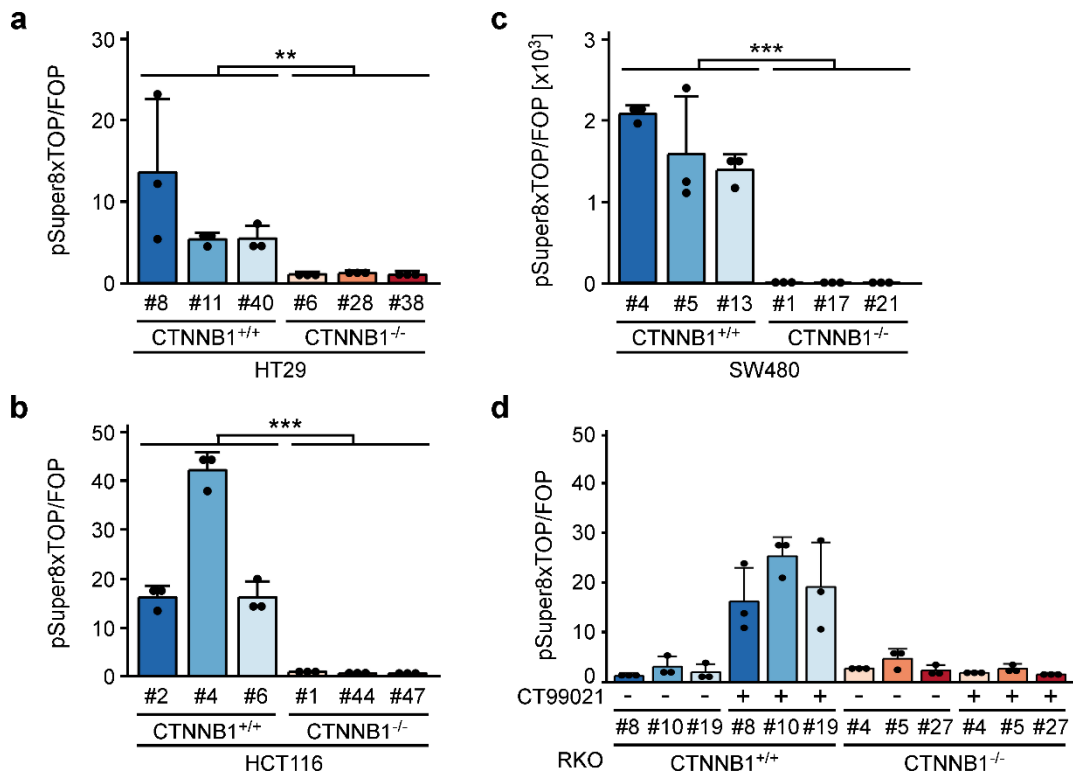 a
30
20
10
0
pSuper8xTOP/FOP
**
#8 #11 #40 #6 #28 #38
CTNNB1+/+ CTNNB1-/-
HT29
b
50
40
30
20
10
0
pSuper8xTOP/FOP
***
#2 #4 #6 #1 #44 #47
CTNNB1+/+ CTNNB1-/-
HCT116
c
3
2
1
0
pSuper8xTOP/FOP [x10³]
***
#4 #5 #13 #1 #17 #21
CTNNB1+/+ CTNNB1-/-
SW480
d
50
40
30
20
10
0
pSuper8xTOP/FOP
CT99021 - - - + + + - - - + + +
#8 #10 #19 #8 #10 #19 #4 #5 #27 #4 #5 #27
RKO CTNNB1+/+ CTNNB1-/-